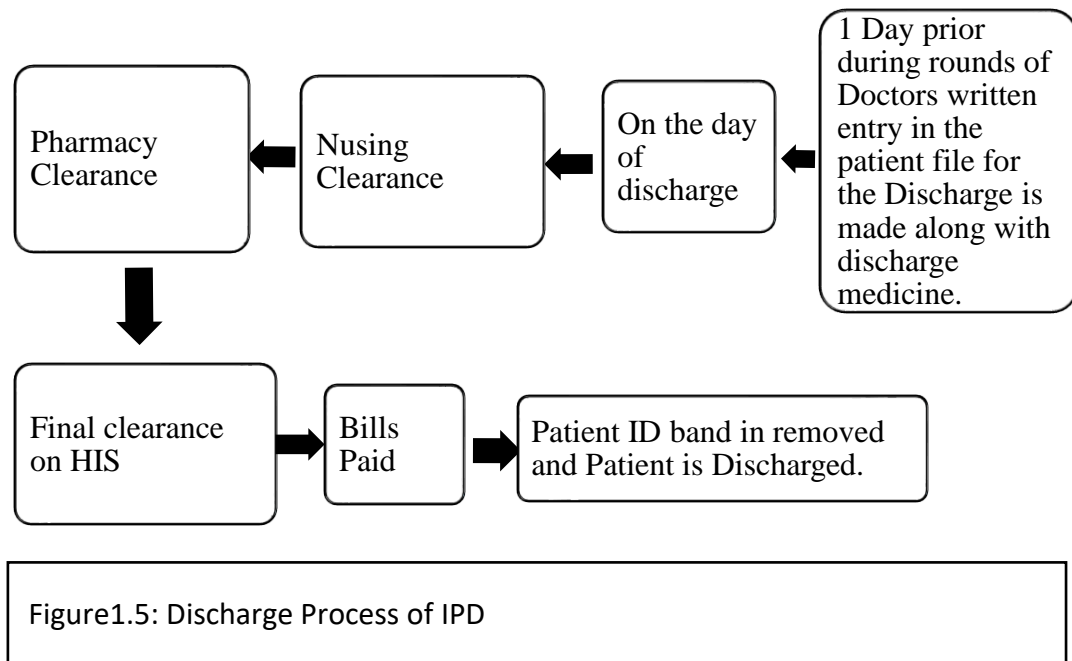 1 Day prior
during rounds of
Doctors written
entry in the
patient file for
the Discharge is
made along with
discharge
medicine.
On the day
of
discharge
Nusing
Clearance
Pharmacy
Clearance
Final clearance
on HIS
Bills
Paid
Patient ID band in removed
and Patient is Discharged.
Figure1.5: Discharge Process of IPD